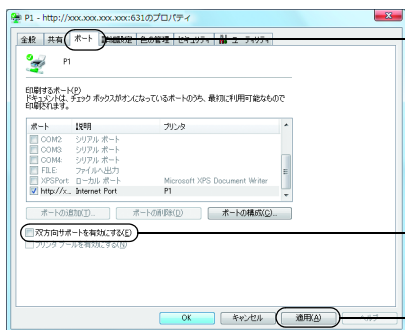 P1 - http://xxx.xxx.xxx.xxx:631のプロパティ
全般 共有 ポート 詳細設定 色の管理 セキュリティ ユーティリティ
P1
印刷するポート(P)
ドキュメントは、チェック ボックスがオンになっているポートのうち、最初に利用可能なもので
印刷されます。
ポート 説明 プリンタ
COM2: シリアル ポート
COM3: シリアル ポート
COM4: シリアル ポート
FILE: ファイルへ出力
XPSPort: ローカル ポート Microsoft XPS Document Writer
http://x... Internet Port P1
ポートの追加(T)... ポートの削除(D) ポートの構成(C)...
双方向サポートを有効にする(E)
プリンタ プールを有効にする(N)
OK キャンセル 適用(A) ヘルプ